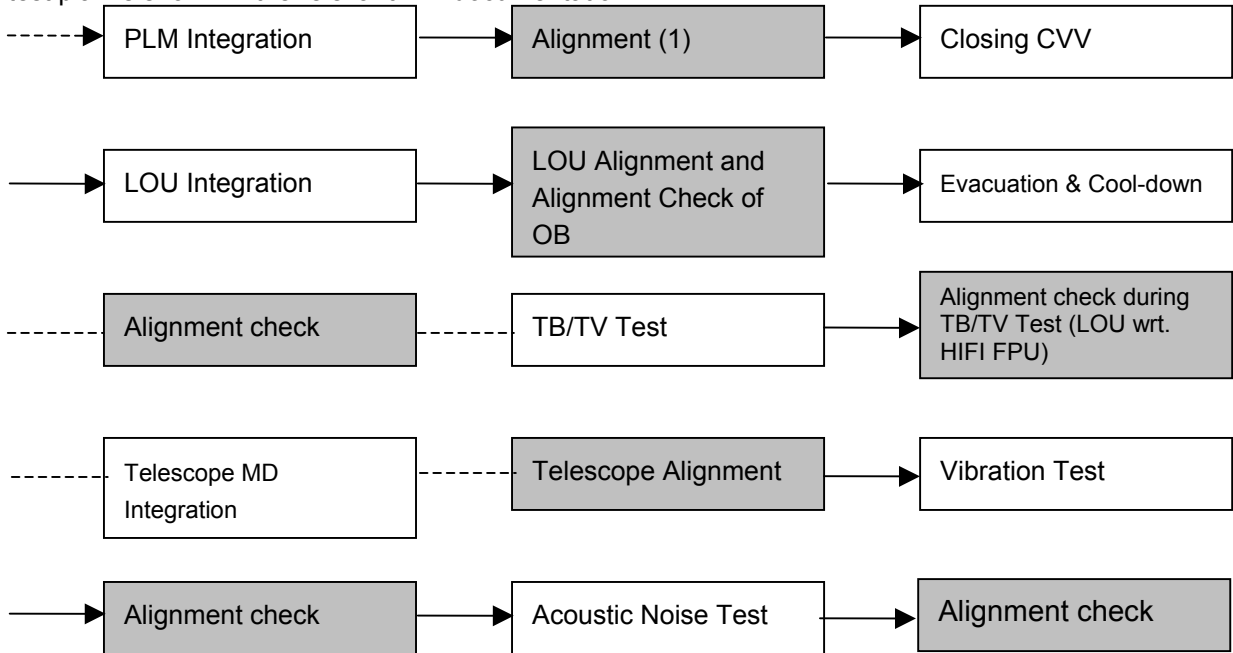 PLM Integration
Alignment (1)
Closing CVV
LOU Integration
LOU Alignment and
Alignment Check of
OB
Evacuation & Cool-down
Alignment check
TB/TV Test
Alignment check during
TB/TV Test (LOU wrt.
HIFI FPU)
Telescope MD
Integration
Telescope Alignment
Vibration Test
Alignment check
Acoustic Noise Test
Alignment check